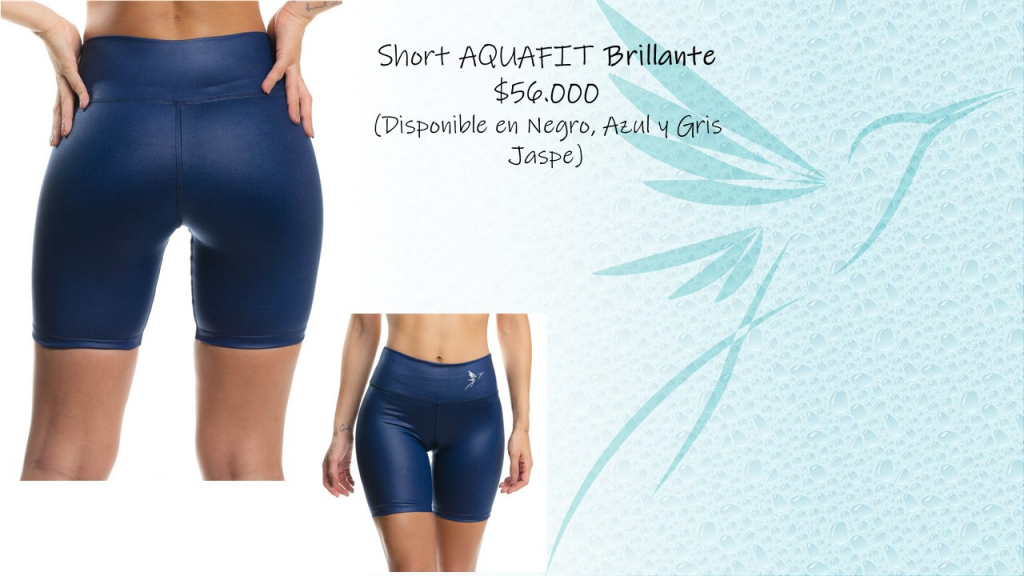 Short AQUAFIT Brillante
$56.000
(Disponible en Negro, Azul y Gris
Jaspe)